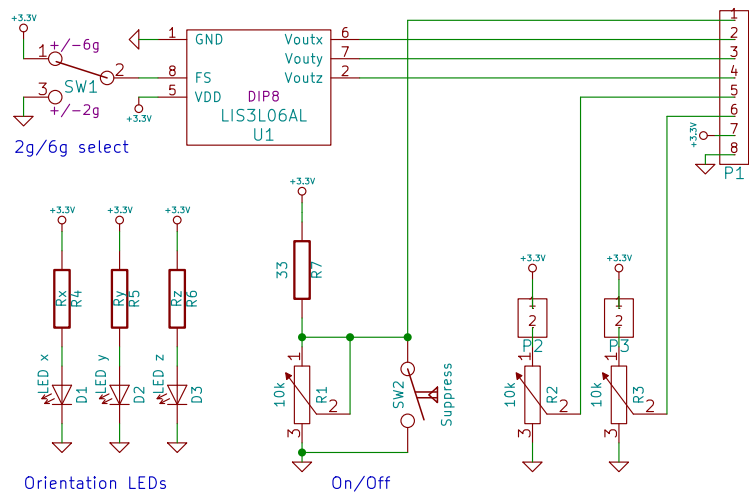 +3.3V
+/-6g
1
2
3
SW1
+/-2g
2g/6g select
1
GND
8
FS
5
VDD
+3.3V
DIP8
LIS3L06AL
U1
Voutx
6
Vouty
7
Voutz
2
1
2
3
4
5
6
7
8
+3.3V
P1
+3.3V
+3.3V
+3.3V
Rx
R4
Ry
R5
Rz
R6
LED x
D1
LED y
D2
LED z
D3
Orientation LEDs
+3.3V
33
R7
1
10k
R1
2
3
SW2
Suppress
On/Off
+3.3V
1
2
P2
1
10k
R2
2
3
+3.3V
1
2
P3
1
10k
R3
2
3